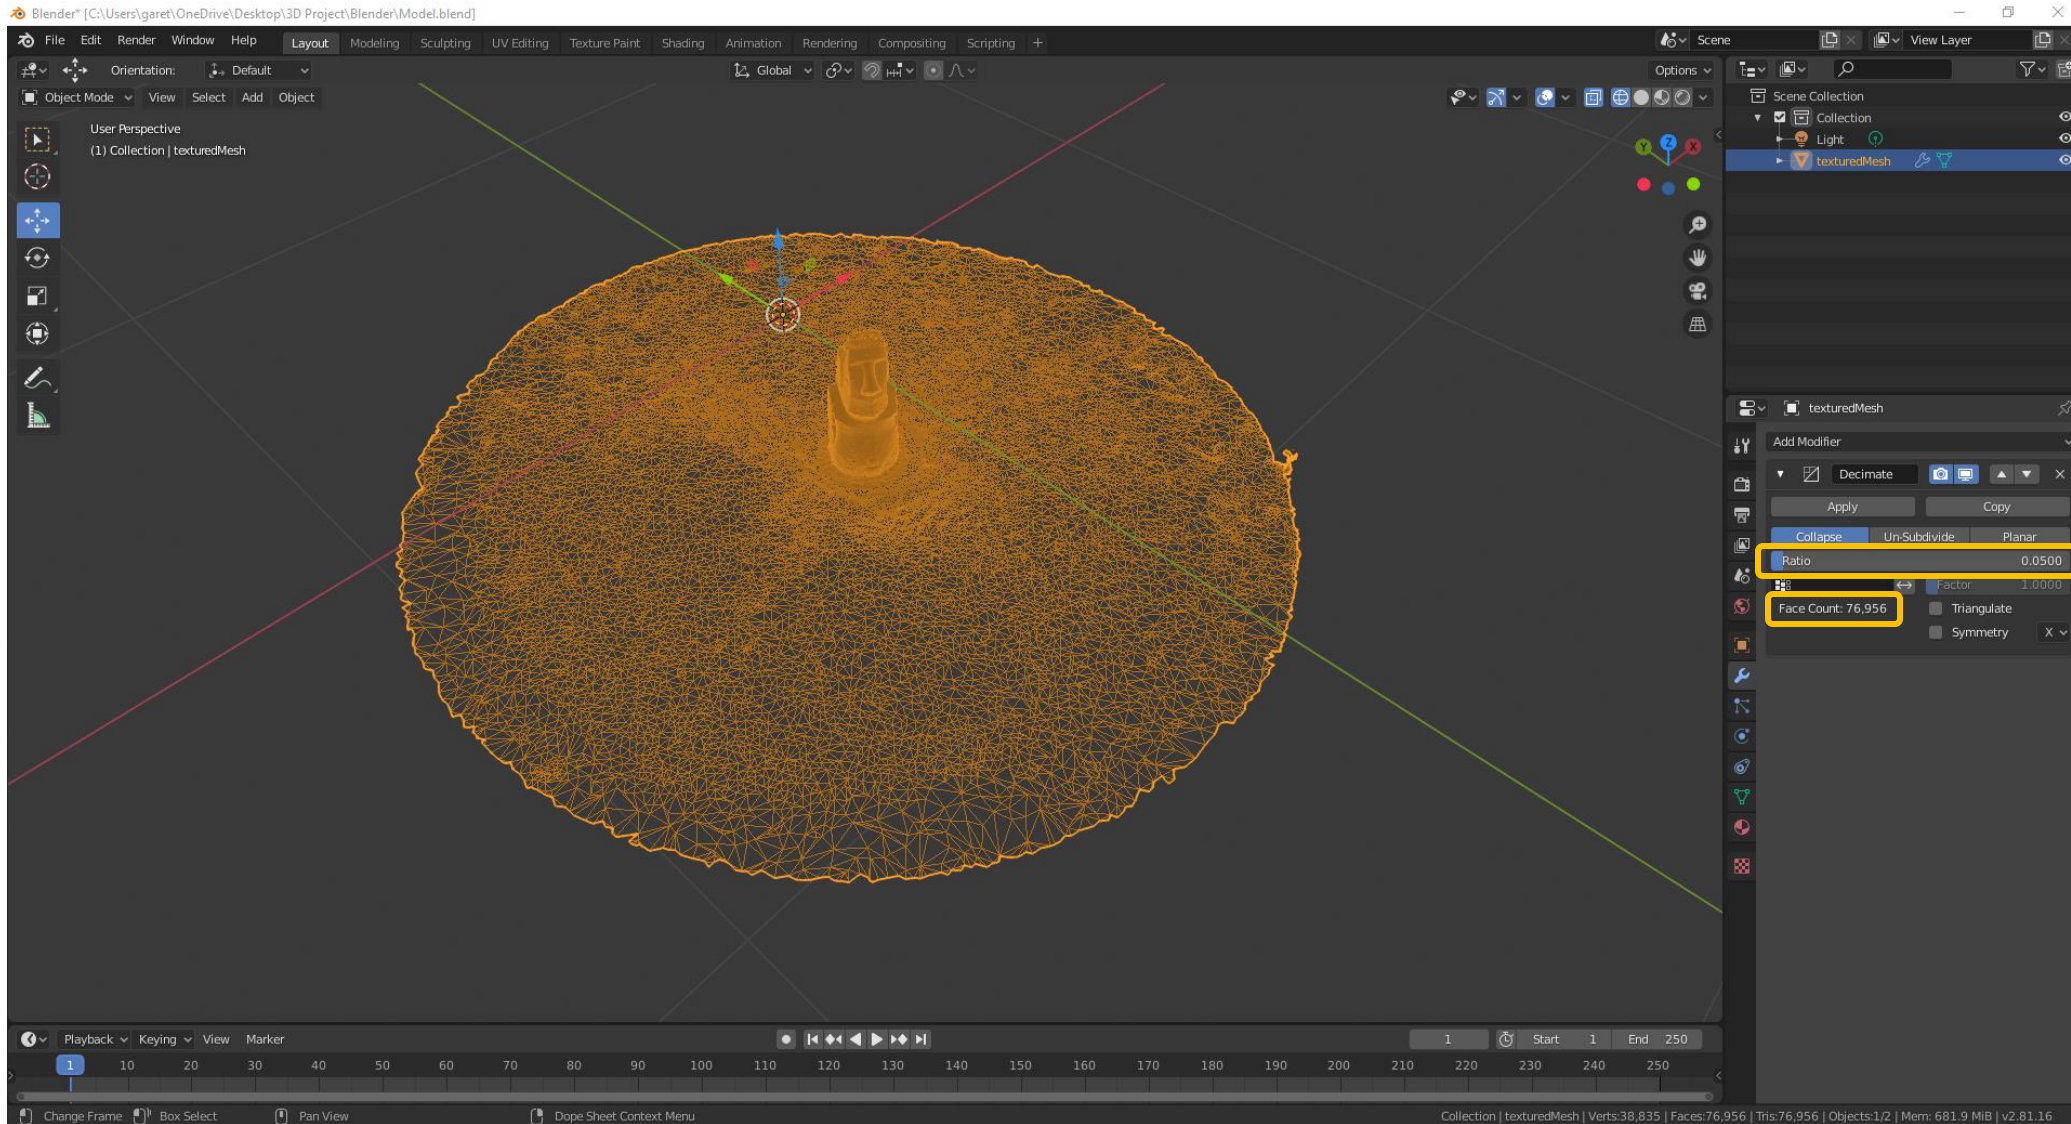 Blender* [C:\Users\garet\OneDrive\Desktop\3D Project\Blender\Model.blend]
File Edit Render Window Help Layout Modeling Sculpting UV Editing Texture Paint Shading Animation Rendering Compositing Scripting + Scene View Layer
Orientation: Default Global Options
Object Mode View Select Add Object
User Perspective
(1) Collection | texturedMesh
Z
Y
X
Scene Collection
Collection
Light
texturedMesh
texturedMesh
Add Modifier
Decimate
Apply Copy
Collapse Un-Subdivide Planar
Ratio 0.0500
Factor 1.0000
Face Count: 76,956 Triangulate
Symmetry X
Playback Keying View Marker 1 Start 1 End 250
1 10 20 30 40 50 60 70 80 90 100 110 120 130 140 150 160 170 180 190 200 210 220 230 240 250
Change Frame Box Select Pan View Dope Sheet Context Menu Collection | texturedMesh | Verts:38,835 | Faces:76,956 | Tris:76,956 | Objects:1/2 | Mem: 681.9 MiB | v2.81.16